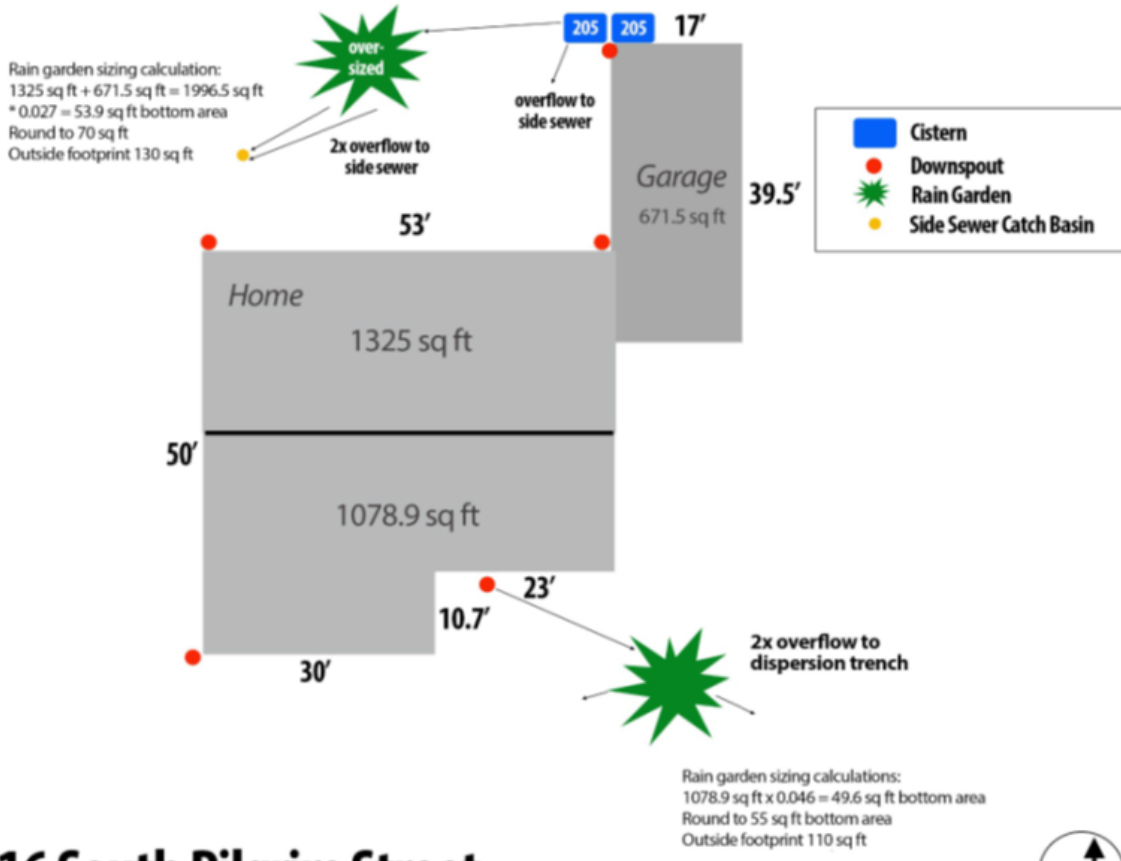 205 205 17′
over-
sized
Rain garden sizing calculation:
1325 sq ft + 671.5 sq ft = 1996.5 sq ft
* 0.027 = 53.9 sq ft bottom area
Round to 70 sq ft
Outside footprint 130 sq ft
overflow to
side sewer
2x overflow to
side sewer
Garage
671.5 sq ft
39.5′
Cistern
Downspout
Rain Garden
Side Sewer Catch Basin
53′
Home
1325 sq ft
50′
1078.9 sq ft
23′
10.7′
30′
2x overflow to
dispersion trench
Rain garden sizing calculations:
1078.9 sq ft x 0.046 = 49.6 sq ft bottom area
Round to 55 sq ft bottom area
Outside footprint 110 sq ft
16 South Pilgrim Street